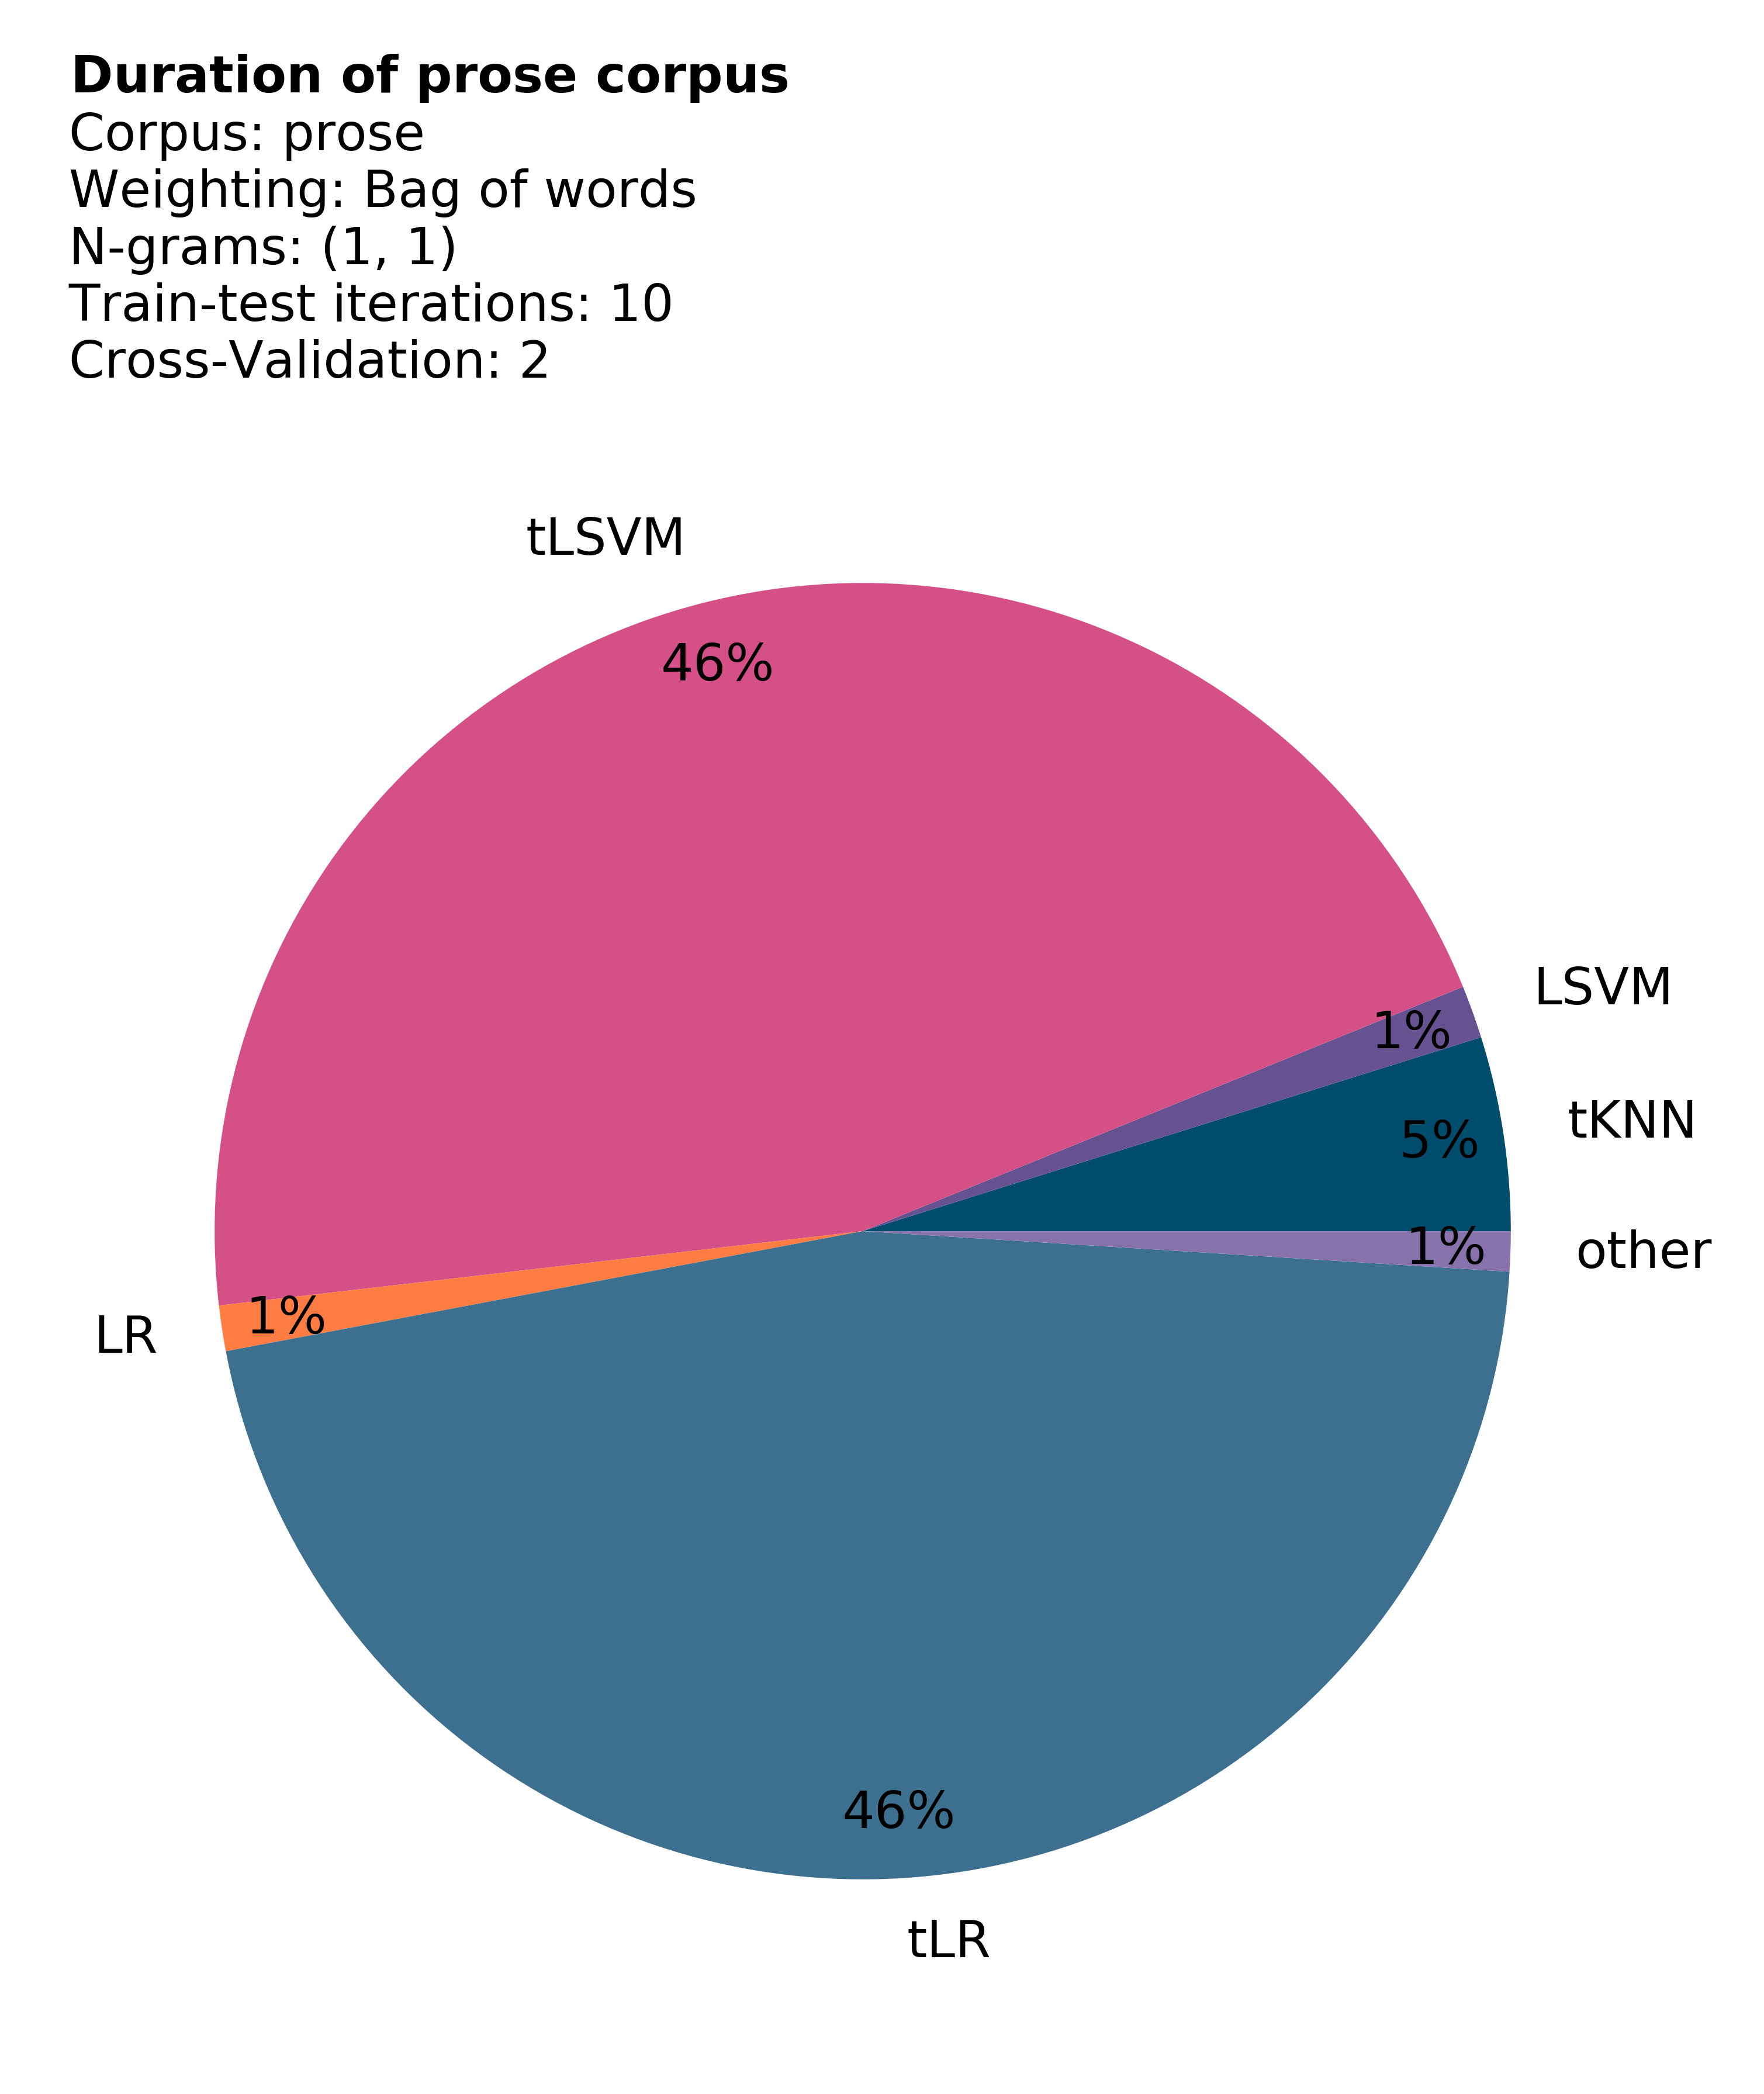 Duration of prose corpus
Corpus: prose
Weighting: Bag of words
N-grams: (1, 1)
Train-test iterations: 10
Cross-Validation: 2
tLSVM
46%
LSVM
1%
tKNN
5%
1%
other
LR
1%
46%
tLR